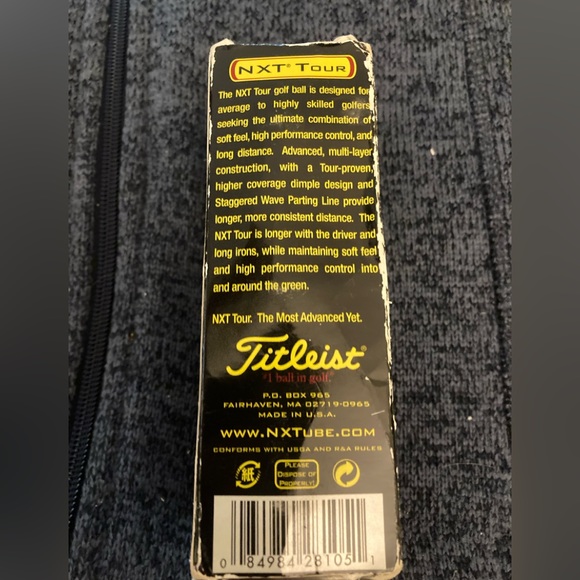 NXT® TOUR
The NXT Tour golf ball is designed for
average to highly skilled golfers
seeking the ultimate combination of
soft feel, high performance control, and
long distance. Advanced, multi-layer
construction, with a Tour-proven,
higher coverage dimple design and
Staggered Wave Parting Line provide
longer, more consistent distance. The
NXT Tour is longer with the driver and
long irons, while maintaining soft feel
and high performance control into
and around the green.
NXT Tour. The Most Advanced Yet.
Titleist®
#1 ball in golf.™
P.O. BOX 965
FAIRHAVEN, MA 02719-0965
MADE IN U.S.A.
WWW.NXTUBE.COM
CONFORMS WITH USGA AND R&A RULES
紙
PLEASE
DISPOSE OF
PROPERLY!
0 84984 28105 1